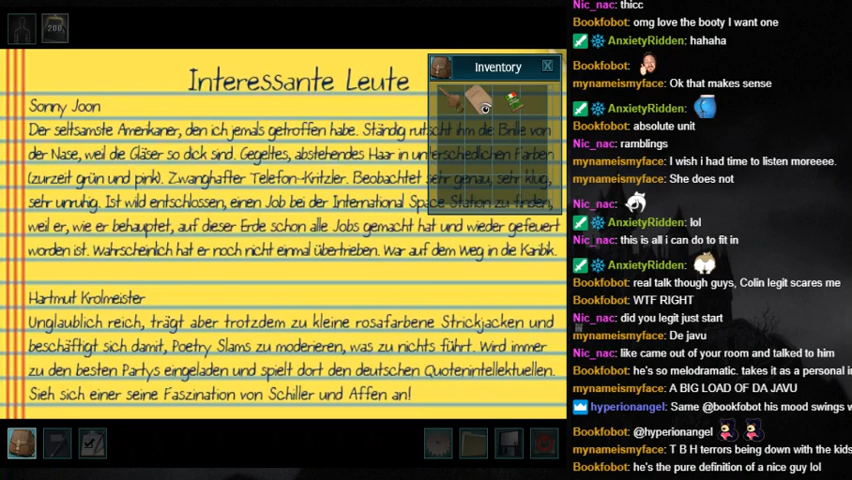 200
Inventory
Interessante Leute
Sonny Joon
Der seltsamste Amerikaner, den ich jemals getroffen habe. Ständig rutscht ihm die Brille von
der Nase, weil die Gläser so dick sind. Gegeltes, abstehendes Haar in unterschiedlichen Farben
(zurzeit grün und pink). Zwanghafter Telefon-Kritzler. Beobachtet sehr genau, sehr klug,
sehr unruhig. Ist wild entschlossen, einen Job bei der International Space Station zu finden,
weil er, wie er behauptet, auf dieser Erde schon alle Jobs gemacht hat und wieder gefeuert
worden ist. Wahrscheinlich hat er noch nicht einmal übertrieben. War auf dem Weg in die Karibik.
Hartmut Krolmeister
Unglaublich reich, trägt aber trotzdem zu kleine rosafarbene Strickjacken und
beschäftigt sich damit, Poetry Slams zu moderieren, was zu nichts führt. Wird immer
zu den besten Partys eingeladen und spielt dort den deutschen Quotenintellektuellen.
Sieh sich einer seine Faszination von Schiller und Affen an!
Nic_nac: thicc
Bookfobot: omg love the booty I want one
AnxietyRidden: hahaha
Bookfobot:
mynameismyface: Ok that makes sense
AnxietyRidden:
Bookfobot: absolute unit
Nic_nac: ramblings
mynameismyface: I wish i had time to listen moreeee.
mynameismyface: She does not
Nic_nac:
AnxietyRidden: lol
Nic_nac: this is all i can do to fit in
AnxietyRidden:
Bookfobot: real talk though guys, Colin legit scares me
Bookfobot: WTF RIGHT
Nic_nac: did you legit just start
mynameismyface: De javu
Nic_nac: like came out of your room and talked to him
Bookfobot: he's so melodramatic. takes it as a personal in
mynameismyface: A BIG LOAD OF DA JAVU
hyperionangel: Same @bookfobot his mood swings w
Bookfobot: @hyperionangel
mynameismyface: T B H terrors being down with the kids
Bookfobot: he's the pure definition of a nice guy lol